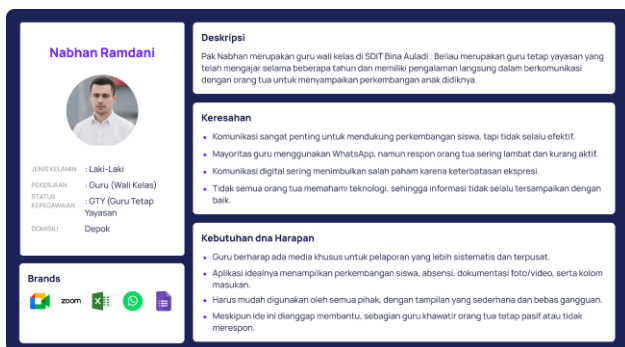 Nabhan Ramdani
JENIS KELAMIN : Laki-Laki
PEKERJAAN : Guru (Wali Kelas)
STATUS KEPEGAWAIAN : GTY (Guru Tetap Yayasan
DOMISILI Depok
Brands
zoom
Deskripsi
Pak Nabhan merupakan guru wali kelas di SDIT Bina Auladi . Beliau merupakan guru tetap yayasan yang
telah mengajar selama beberapa tahun dan memiliki pengalaman langsung dalam berkomunikasi
dengan orang tua untuk menyampaikan perkembangan anak didiknya.
Keresahan
• Komunikasi sangat penting untuk mendukung perkembangan siswa, tapi tidak selalu efektif.
• Mayoritas guru menggunakan WhatsApp, namun respon orang tua sering lambat dan kurang aktif.
• Komunikasi digital sering menimbulkan salah paham karena keterbatasan ekspresi.
• Tidak semua orang tua memahami teknologi, sehingga informasi tidak selalu tersampaikan dengan
baik.
Kebutuhan dna Harapan
• Guru berharap ada media khusus untuk pelaporan yang lebih sistematis dan terpusat.
• Aplikasi idealnya menampilkan perkembangan siswa, absensi, dokumentasi foto/video, serta kolom
masukan.
• Harus mudah digunakan oleh semua pihak, dengan tampilan yang sederhana dan bebas gangguan.
• Meskipun ide ini dianggap membantu, sebagian guru khawatir orang tua tetap pasif atau tidak
merespon.